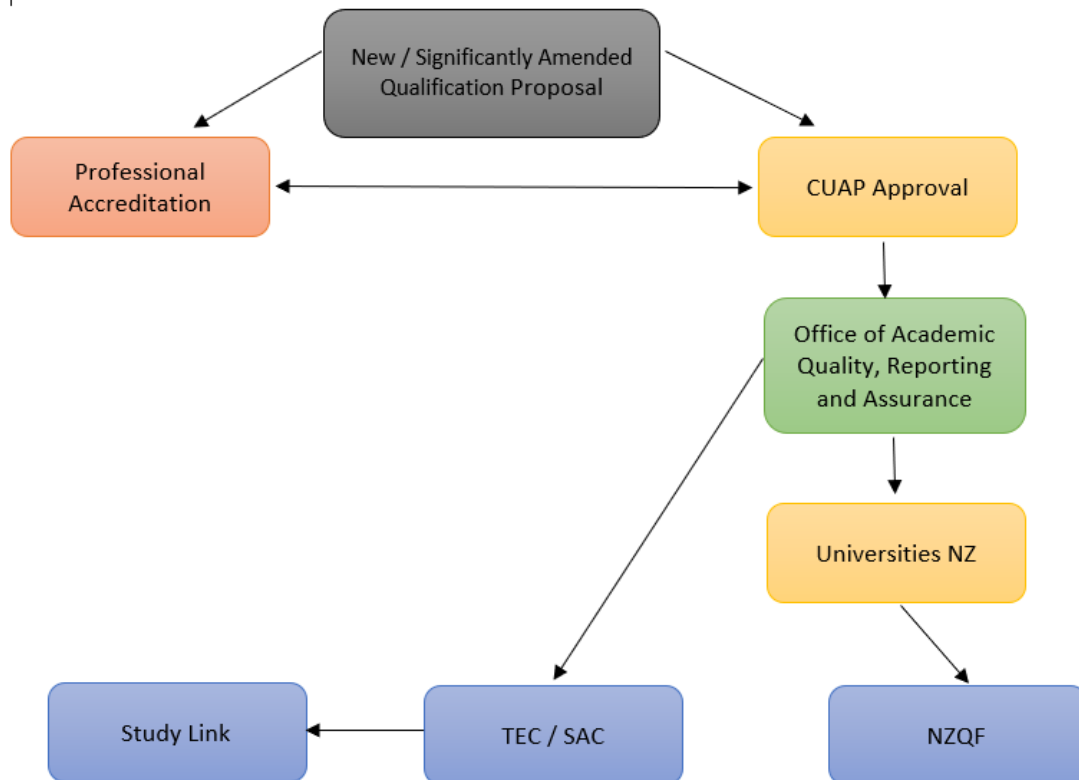 New / Significantly Amended
Qualification Proposal
Professional
Accreditation
CUAP Approval
Office of Academic
Quality, Reporting
and Assurance
Universities NZ
Study Link
TEC / SAC
NZQF